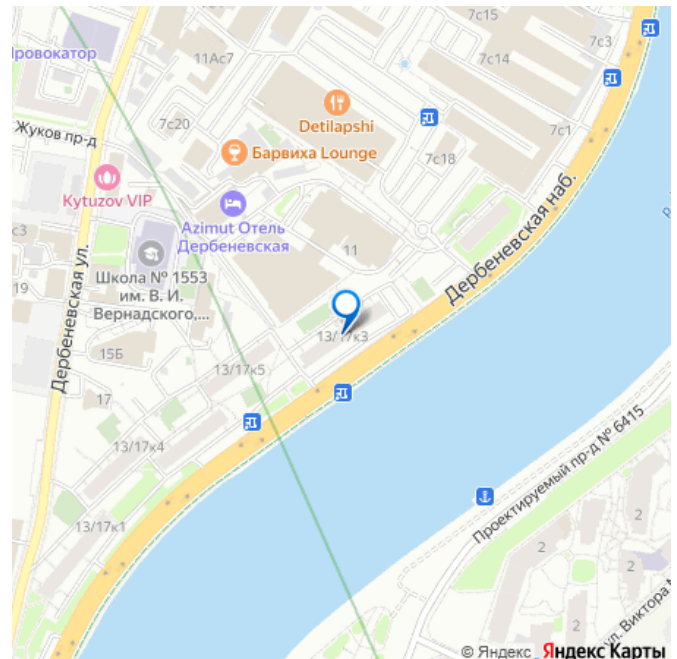 7с15
7с3
Провокатор
11Ас7
7с14
7с20
Detilapshi
7с1
Жуков пр-д
Барвиха Lounge
7с18
Kytuzov VIP
Azimut Отель
Дербеневская
Дербеневская наб.
с3
11
Школа № 1553
им. В. И.
Вернадского,...
19
Дербеневская ул.
15Б
13/17к3
13/17к5
17
13/17к4
Проектируемый пр-д № 6415
13/17к1
2
2
2
ул. Виктора
© Яндекс Яндекс Карты